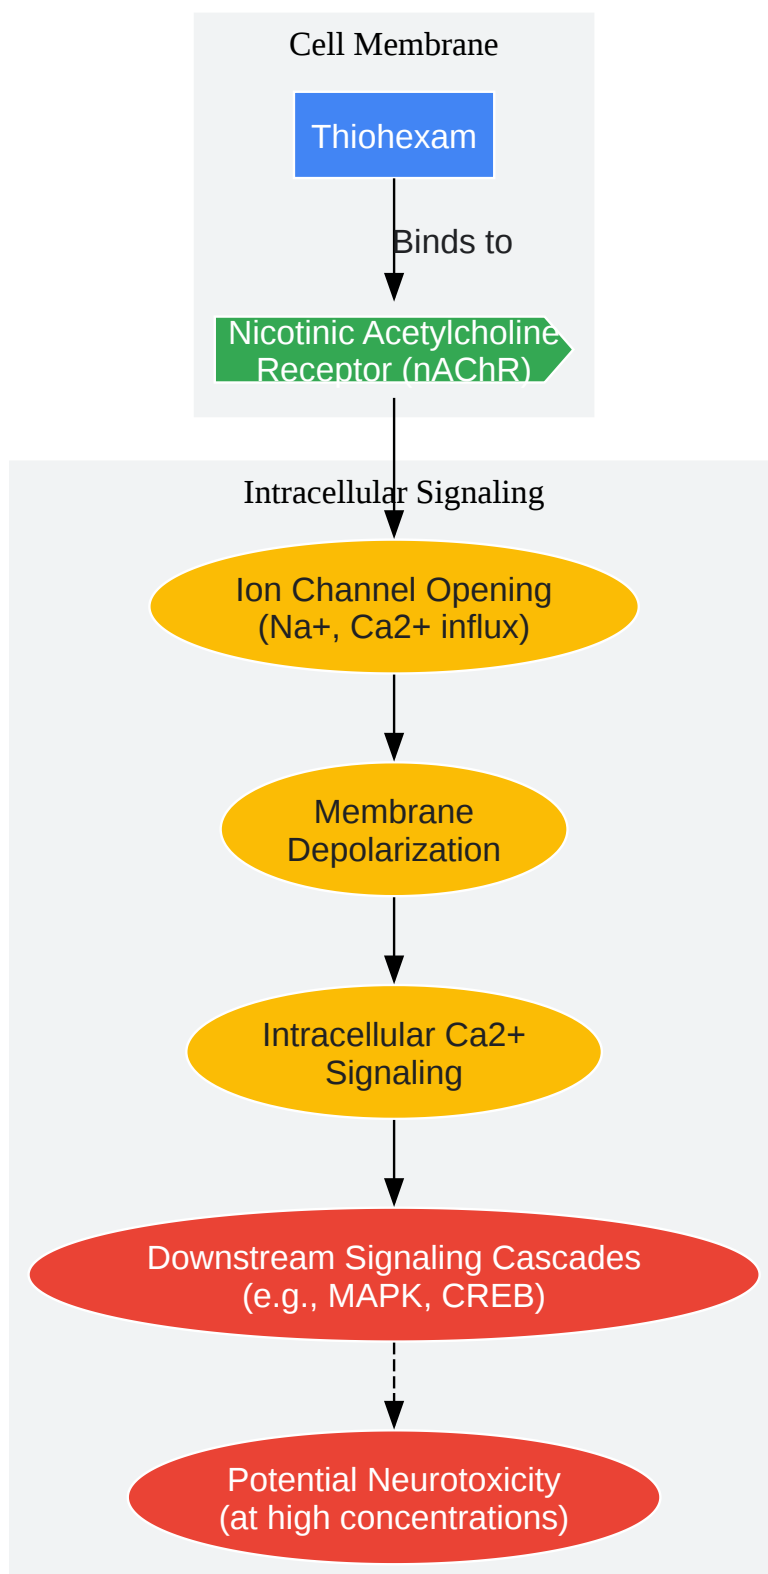 Cell Membrane
Thiohexam
Binds to
Nicotinic Acetylcholine
Receptor (nAChR)
Intracellular Signaling
Ion Channel Opening
(Na+, Ca2+ influx)
Membrane
Depolarization
Intracellular Ca2+
Signaling
Downstream Signaling Cascades
(e.g., MAPK, CREB)
Potential Neurotoxicity
(at high concentrations)